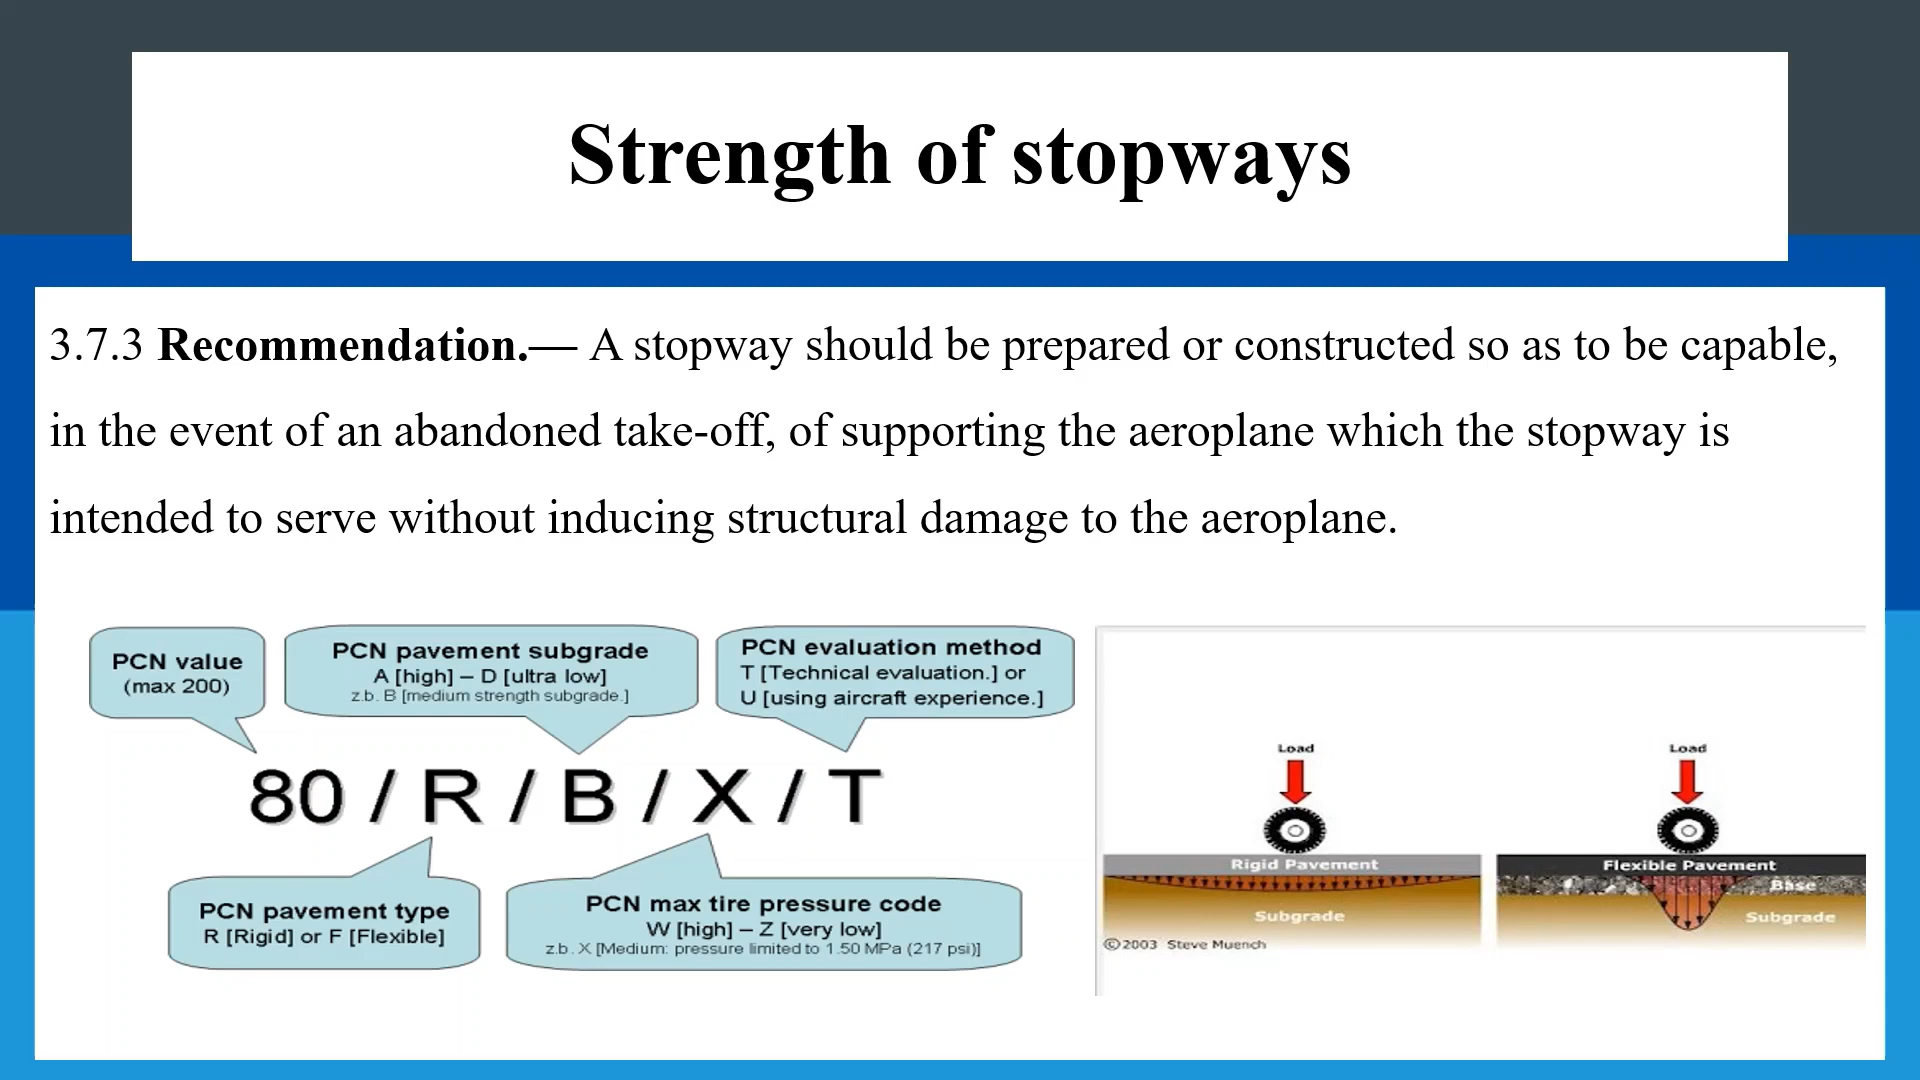 Strength of stopways
3.7.3 Recommendation.— A stopway should be prepared or constructed so as to be capable,
in the event of an abandoned take-off, of supporting the aeroplane which the stopway is
intended to serve without inducing structural damage to the aeroplane.
PCN value
(max 200)
PCN pavement subgrade
A [high] – D [ultra low]
z.b. B [medium strength subgrade.]
PCN evaluation method
T [Technical evaluation.] or
U [using aircraft experience.]
80 / R / B / X / T
PCN pavement type
R [Rigid] or F [Flexible]
PCN max tire pressure code
W [high] – Z [very low]
z.b. X [Medium: pressure limited to 1.50 MPa (217 psi)]
Load
Rigid Pavement
Subgrade
©2003 Steve Muench
Load
Flexible Pavement
Base
Subgrade